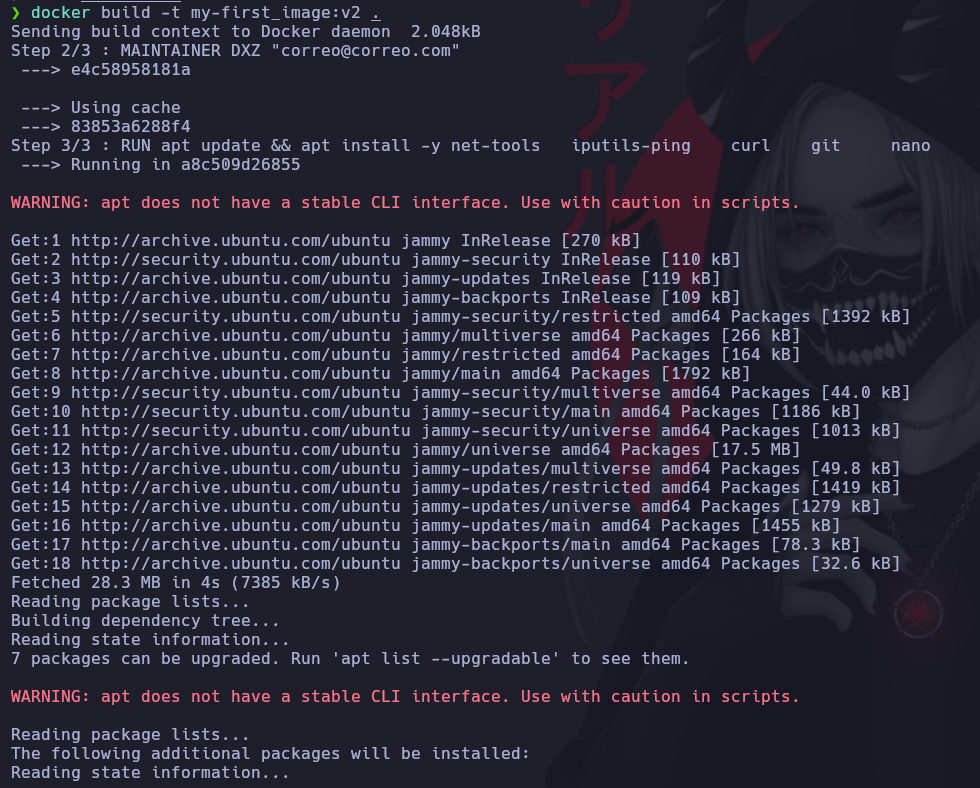 ❯ docker build -t my-first_image:v2 .
Sending build context to Docker daemon  2.048kB
Step 2/3 : MAINTAINER DXZ "correo@correo.com"
 ---> e4c58958181a
 ---> Using cache
 ---> 83853a6288f4
Step 3/3 : RUN apt update && apt install -y net-tools   iputils-ping    curl    git     nano
 ---> Running in a8c509d26855
WARNING: apt does not have a stable CLI interface. Use with caution in scripts.
Get:1 http://archive.ubuntu.com/ubuntu jammy InRelease [270 kB]
Get:2 http://security.ubuntu.com/ubuntu jammy-security InRelease [110 kB]
Get:3 http://archive.ubuntu.com/ubuntu jammy-updates InRelease [119 kB]
Get:4 http://archive.ubuntu.com/ubuntu jammy-backports InRelease [109 kB]
Get:5 http://security.ubuntu.com/ubuntu jammy-security/restricted amd64 Packages [1392 kB]
Get:6 http://archive.ubuntu.com/ubuntu jammy/multiverse amd64 Packages [266 kB]
Get:7 http://archive.ubuntu.com/ubuntu jammy/restricted amd64 Packages [164 kB]
Get:8 http://archive.ubuntu.com/ubuntu jammy/main amd64 Packages [1792 kB]
Get:9 http://security.ubuntu.com/ubuntu jammy-security/multiverse amd64 Packages [44.0 kB]
Get:10 http://security.ubuntu.com/ubuntu jammy-security/main amd64 Packages [1186 kB]
Get:11 http://security.ubuntu.com/ubuntu jammy-security/universe amd64 Packages [1013 kB]
Get:12 http://archive.ubuntu.com/ubuntu jammy/universe amd64 Packages [17.5 MB]
Get:13 http://archive.ubuntu.com/ubuntu jammy-updates/multiverse amd64 Packages [49.8 kB]
Get:14 http://archive.ubuntu.com/ubuntu jammy-updates/restricted amd64 Packages [1419 kB]
Get:15 http://archive.ubuntu.com/ubuntu jammy-updates/universe amd64 Packages [1279 kB]
Get:16 http://archive.ubuntu.com/ubuntu jammy-updates/main amd64 Packages [1455 kB]
Get:17 http://archive.ubuntu.com/ubuntu jammy-backports/main amd64 Packages [78.3 kB]
Get:18 http://archive.ubuntu.com/ubuntu jammy-backports/universe amd64 Packages [32.6 kB]
Fetched 28.3 MB in 4s (7385 kB/s)
Reading package lists...
Building dependency tree...
Reading state information...
7 packages can be upgraded. Run 'apt list --upgradable' to see them.
WARNING: apt does not have a stable CLI interface. Use with caution in scripts.
Reading package lists...
The following additional packages will be installed:
Reading state information...